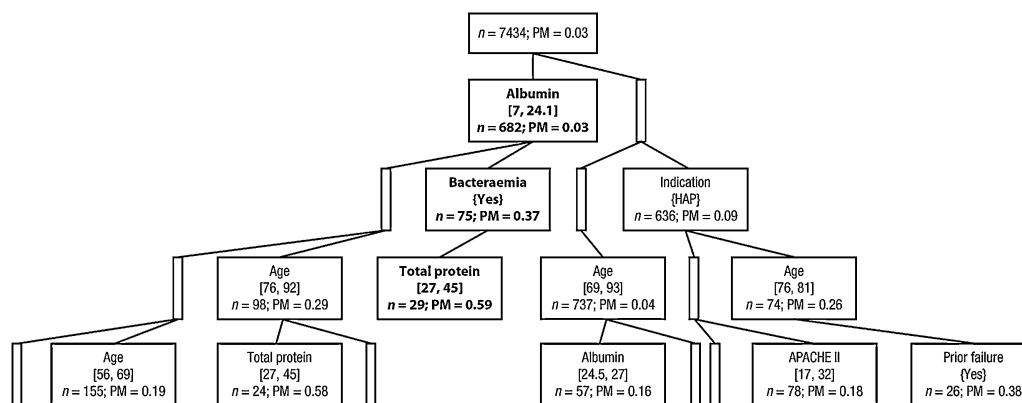 n = 7434; PM = 0.03
Albumin
[7, 24.1]
n = 682; PM = 0.03
Bacteraemia
{Yes}
n = 75; PM = 0.37
Indication
{HAP}
n = 636; PM = 0.09
Age
[76, 92]
n = 98; PM = 0.29
Total protein
[27, 45]
n = 29; PM = 0.59
Age
[69, 93]
n = 737; PM = 0.04
Age
[76, 81]
n = 74; PM = 0.26
Age
[56, 69]
n = 155; PM = 0.19
Total protein
[27, 45]
n = 24; PM = 0.58
Albumin
[24.5, 27]
n = 57; PM = 0.16
APACHE II
[17, 32]
n = 78; PM = 0.18
Prior failure
{Yes}
n = 26; PM = 0.38